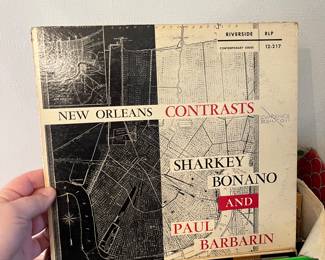 RIVERSIDE RLP
CONTEMPORARY SERIES 12-217
NEW ORLEANS CONTRASTS
SHARKEY
BONANO
AND
PAUL
BARBARIN